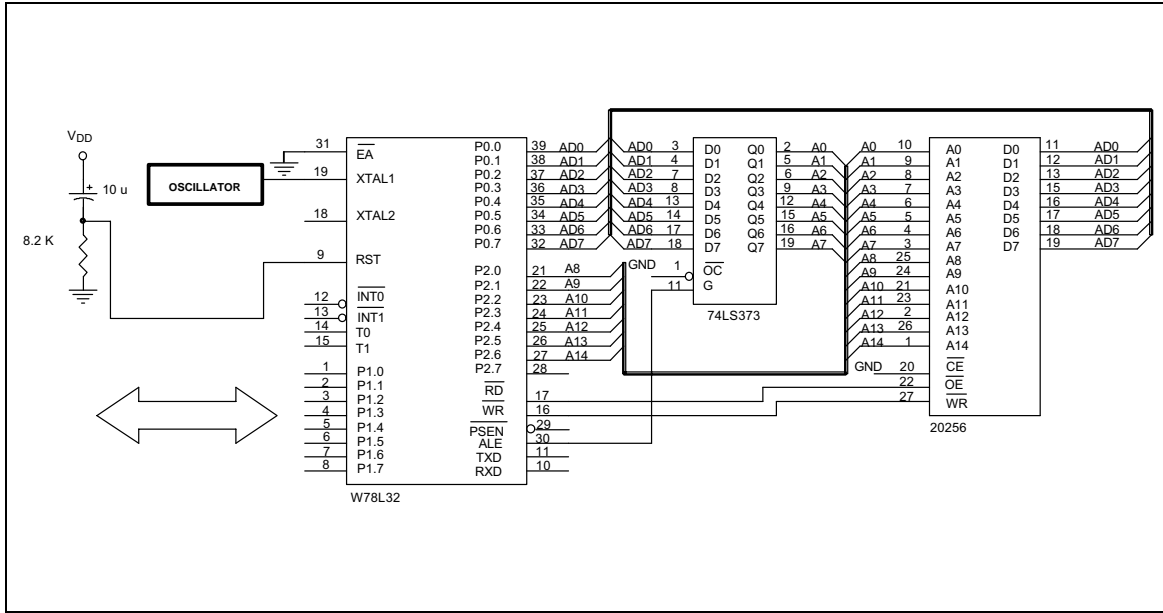 VDD
10 u
8.2 K
OSCILLATOR
31 EA
19 XTAL1
18 XTAL2
9 RST
12 INT0
13 INT1
14 T0
15 T1
1 P1.0
2 P1.1
3 P1.2
4 P1.3
5 P1.4
6 P1.5
7 P1.6
8 P1.7
P0.0 39 AD0
P0.1 38 AD1
P0.2 37 AD2
P0.3 36 AD3
P0.4 35 AD4
P0.5 34 AD5
P0.6 33 AD6
P0.7 32 AD7
P2.0 21 A8
P2.1 22 A9
P2.2 23 A10
P2.3 24 A11
P2.4 25 A12
P2.5 26 A13
P2.6 27 A14
P2.7 28
RD 17
WR 16
PSEN 29
ALE 30
TXD 11
RXD 10
W78L32
AD0 3 D0 Q0 2 A0
AD1 4 D1 Q1 5 A1
AD2 7 D2 Q2 6 A2
AD3 8 D3 Q3 9 A3
AD4 13 D4 Q4 12 A4
AD5 14 D5 Q5 15 A5
AD6 17 D6 Q6 16 A6
AD7 18 D7 Q7 19 A7
GND 1 OC
11 G
74LS373
A0 10 A0 D0 11 AD0
A1 9 A1 D1 12 AD1
A2 8 A2 D2 13 AD2
A3 7 A3 D3 15 AD3
A4 6 A4 D4 16 AD4
A5 5 A5 D5 17 AD5
A6 4 A6 D6 18 AD6
A7 3 A7 D7 19 AD7
A8 25 A8
A9 24 A9
A10 21 A10
A11 23 A11
A12 2 A12
A13 26 A13
A14 1 A14
GND 20 CE
22 OE
27 WR
20256